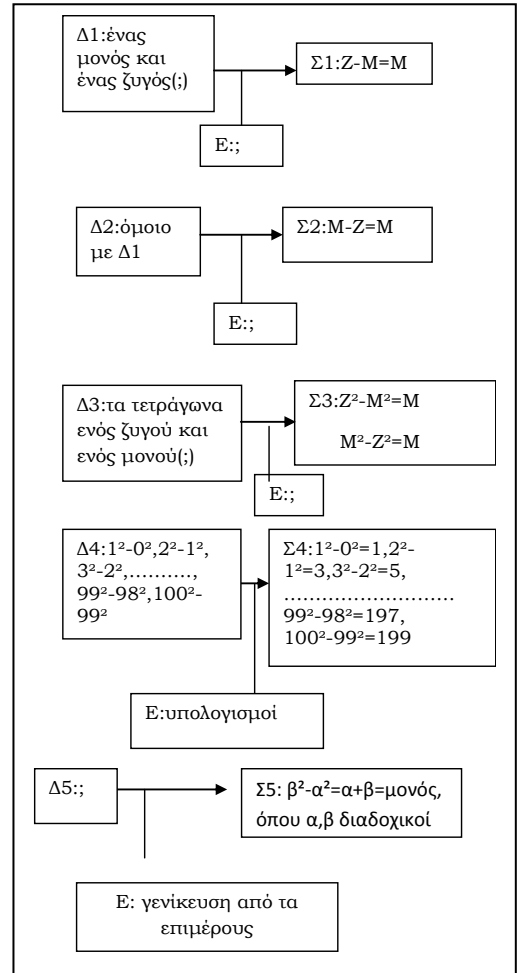 Δ1:ένας
μονός και
ένας ζυγός(;)
Σ1:Ζ-Μ=Μ
Ε:;
Δ2:όμοιο
με Δ1
Σ2:Μ-Ζ=Μ
Ε:;
Δ3:τα τετράγωνα
ενός ζυγού και
ενός μονού(;)
Σ3:Ζ²-Μ²=Μ
Μ²-Ζ²=Μ
Ε:;
Δ4:1²-0²,2²-1²,
3²-2²,……….,
99²-98²,100²-
99²
Σ4:1²-0²=1,2²-
1²=3,3²-2²=5,
………………………
99²-98²=197,
100²-99²=199
Ε:υπολογισμοί
Δ5:;
Σ5: β²-α²=α+β=μονός,
όπου α,β διαδοχικοί
Ε: γενίκευση από τα
επιμέρους